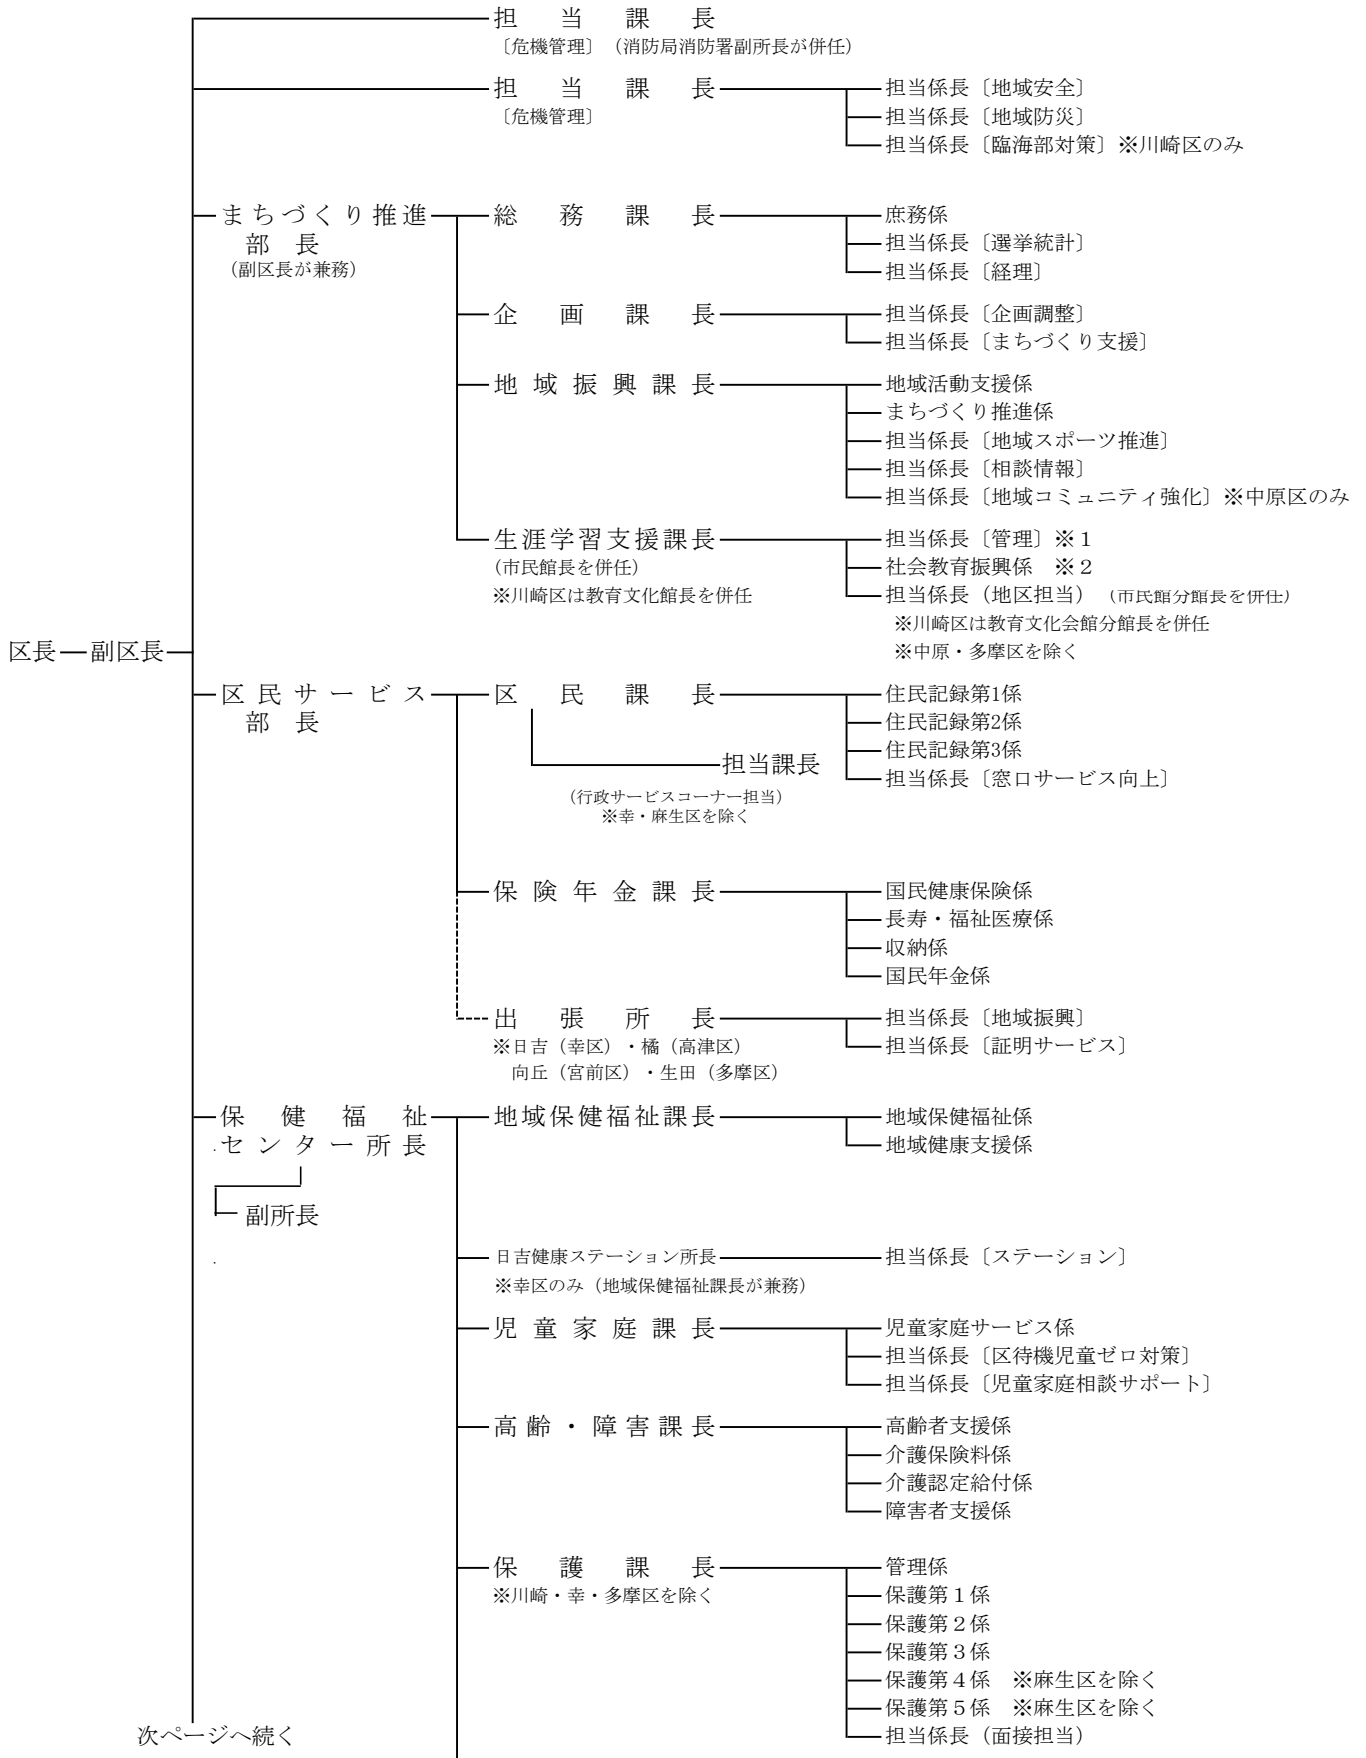 担当課長
〔危機管理〕（消防局消防署副所長が併任）
担当課長
〔危機管理〕
担当係長〔地域安全〕
担当係長〔地域防災〕
担当係長〔臨海部対策〕※川崎区のみ
まちづくり推進
部長
（副区長が兼務）
総務課長
庶務係
担当係長〔選挙統計〕
担当係長〔経理〕
企画課長
担当係長〔企画調整〕
担当係長〔まちづくり支援〕
地域振興課長
地域活動支援係
まちづくり推進係
担当係長〔地域スポーツ推進〕
担当係長〔相談情報〕
担当係長〔地域コミュニティ強化〕※中原区のみ
生涯学習支援課長
（市民館長を併任）
※川崎区は教育文化館長を併任
担当係長〔管理〕※１
社会教育振興係　※２
担当係長（地区担当）（市民館分館長を併任）
※川崎区は教育文化会館分館長を併任
※中原・多摩区を除く
区長
副区長
区民サービス
部長
区民課長
担当課長
（行政サービスコーナー担当）
※幸・麻生区を除く
住民記録第1係
住民記録第2係
住民記録第3係
担当係長〔窓口サービス向上〕
保険年金課長
国民健康保険係
長寿・福祉医療係
収納係
国民年金係
出張所長
※日吉（幸区）・橘（高津区）
向丘（宮前区）・生田（多摩区）
担当係長〔地域振興〕
担当係長〔証明サービス〕
保健福祉
センター所長
副所長
地域保健福祉課長
地域保健福祉係
地域健康支援係
日吉健康ステーション所長
※幸区のみ（地域保健福祉課長が兼務）
担当係長〔ステーション〕
児童家庭課長
児童家庭サービス係
担当係長〔区待機児童ゼロ対策〕
担当係長〔児童家庭相談サポート〕
高齢・障害課長
高齢者支援係
介護保険料係
介護認定給付係
障害者支援係
保護課長
※川崎・幸・多摩区を除く
管理係
保護第１係
保護第２係
保護第３係
保護第４係　※麻生区を除く
保護第５係　※麻生区を除く
担当係長（面接担当）
次ページへ続く